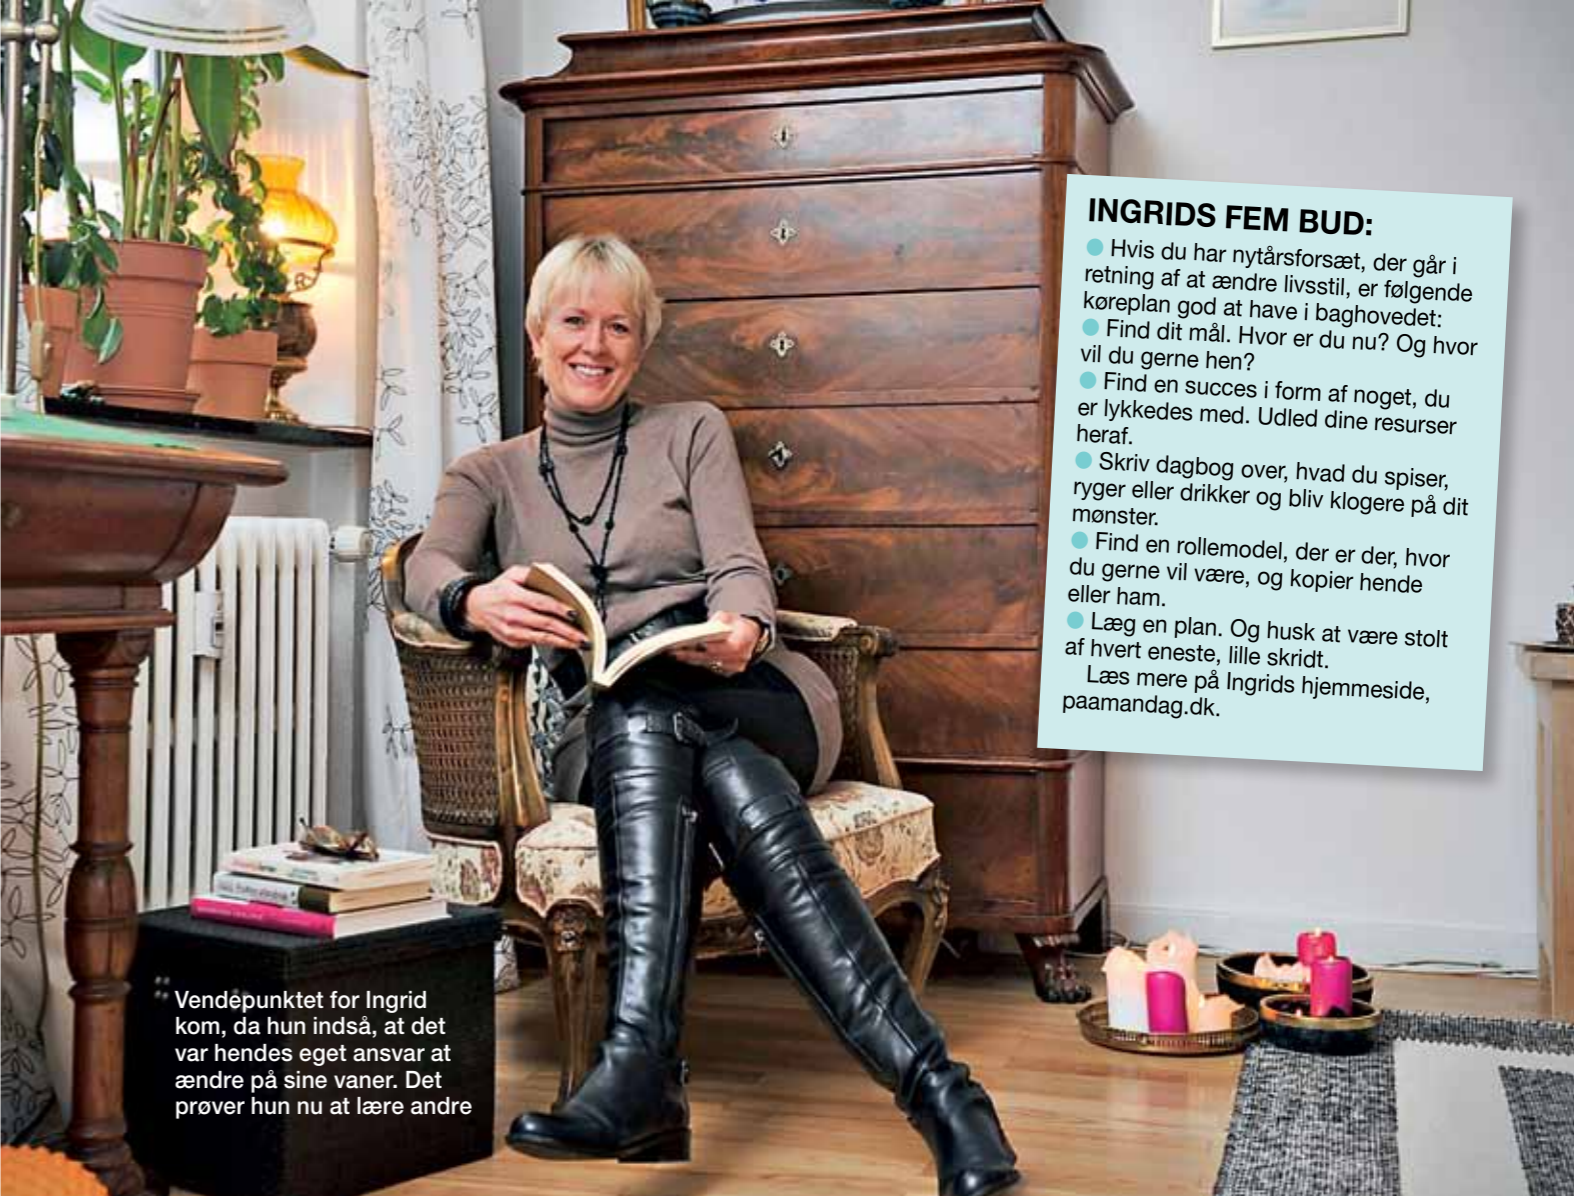 INGRIDS FEM BUD:
● Hvis du har nytårsforsæt, der går i
retning af at ændre livsstil, er følgende
køreplan god at have i baghovedet:
● Find dit mål. Hvor er du nu? Og hvor
vil du gerne hen?
● Find en succes i form af noget, du
er lykkedes med. Udled dine resurser
heraf.
● Skriv dagbog over, hvad du spiser,
ryger eller drikker og bliv klogere på dit
mønster.
● Find en rollemodel, der er der, hvor
du gerne vil være, og kopier hende
eller ham.
● Læg en plan. Og husk at være stolt
af hvert eneste, lille skridt.
Læs mere på Ingrids hjemmeside,
paamandag.dk.
Vendepunktet for Ingrid
kom, da hun indså, at det
var hendes eget ansvar at
ændre på sine vaner. Det
prøver hun nu at lære andre